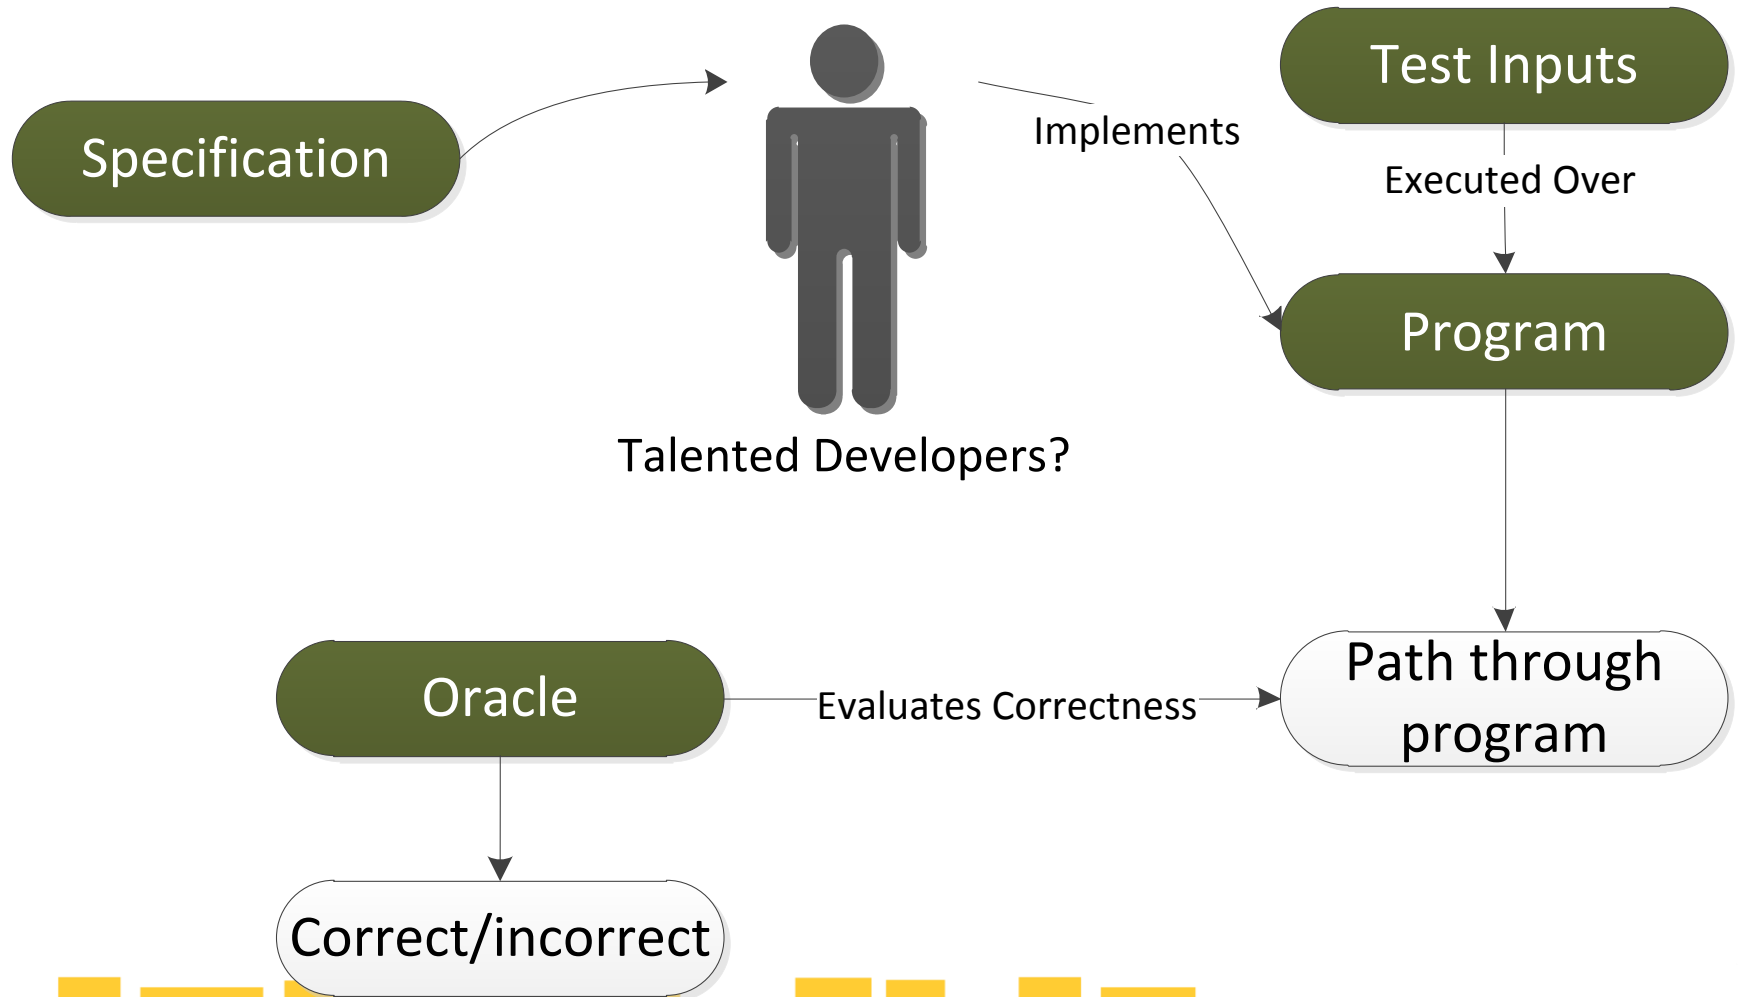 Test Inputs
Specification
Implements
Executed Over
Program
Talented Developers?
Path through
program
Oracle
Evaluates Correctness
Correct/incorrect